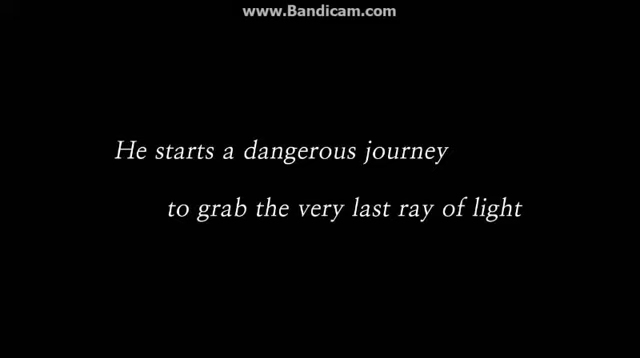 www.Bandicam.com
He starts a dangerous journey
to grab the very last ray of light